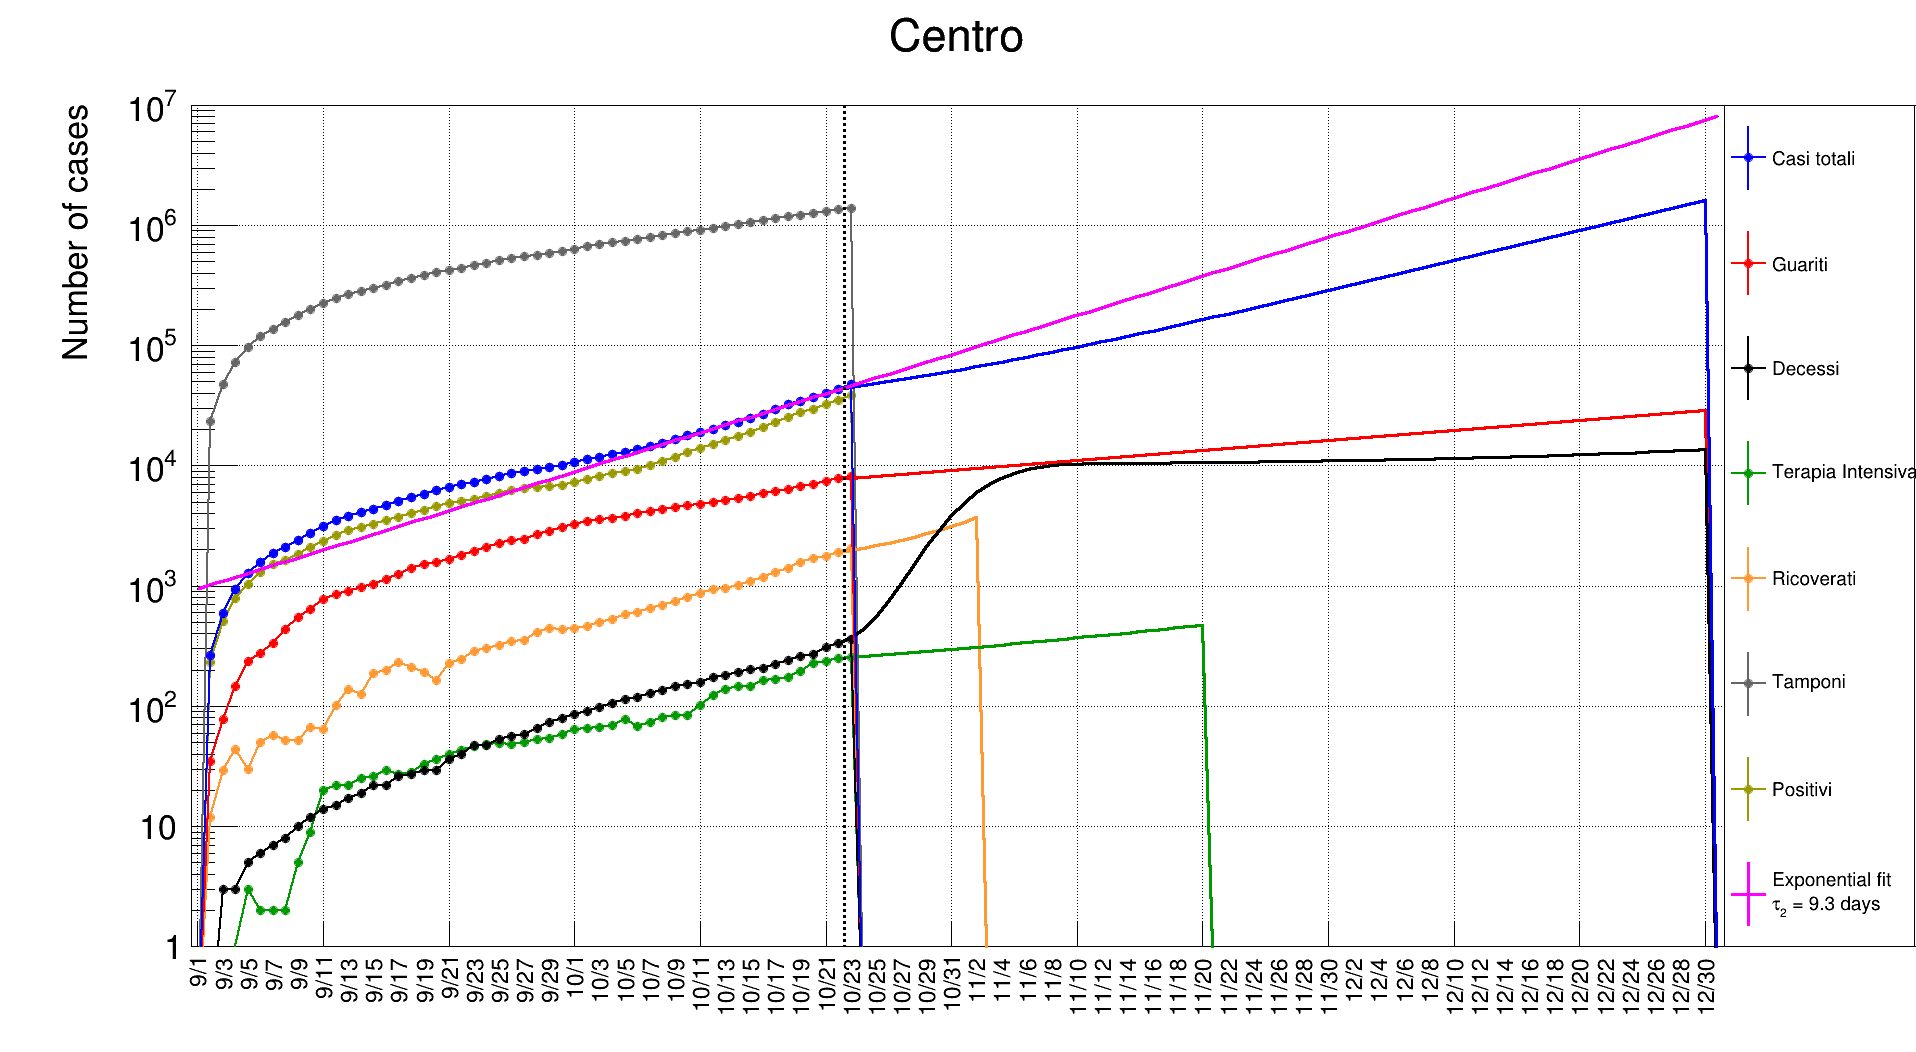 Centro
Number of cases
10^7
10^6
10^5
10^4
10^3
10^2
10
1
9/1 9/3 9/5 9/7 9/9 9/11 9/13 9/15 9/17 9/19 9/21 9/23 9/25 9/27 9/29 10/1 10/3 10/5 10/7 10/9 10/11 10/13 10/15 10/17 10/19 10/21 10/23 10/25 10/27 10/29 10/31 11/2 11/4 11/6 11/8 11/10 11/12 11/14 11/16 11/18 11/20 11/22 11/24 11/26 11/28 11/30 12/2 12/4 12/6 12/8 12/10 12/12 12/14 12/16 12/18 12/20 12/22 12/24 12/26 12/28 12/30
Casi totali
Guariti
Decessi
Terapia Intensiva
Ricoverati
Tamponi
Positivi
Exponential fit
τ_2 = 9.3 days